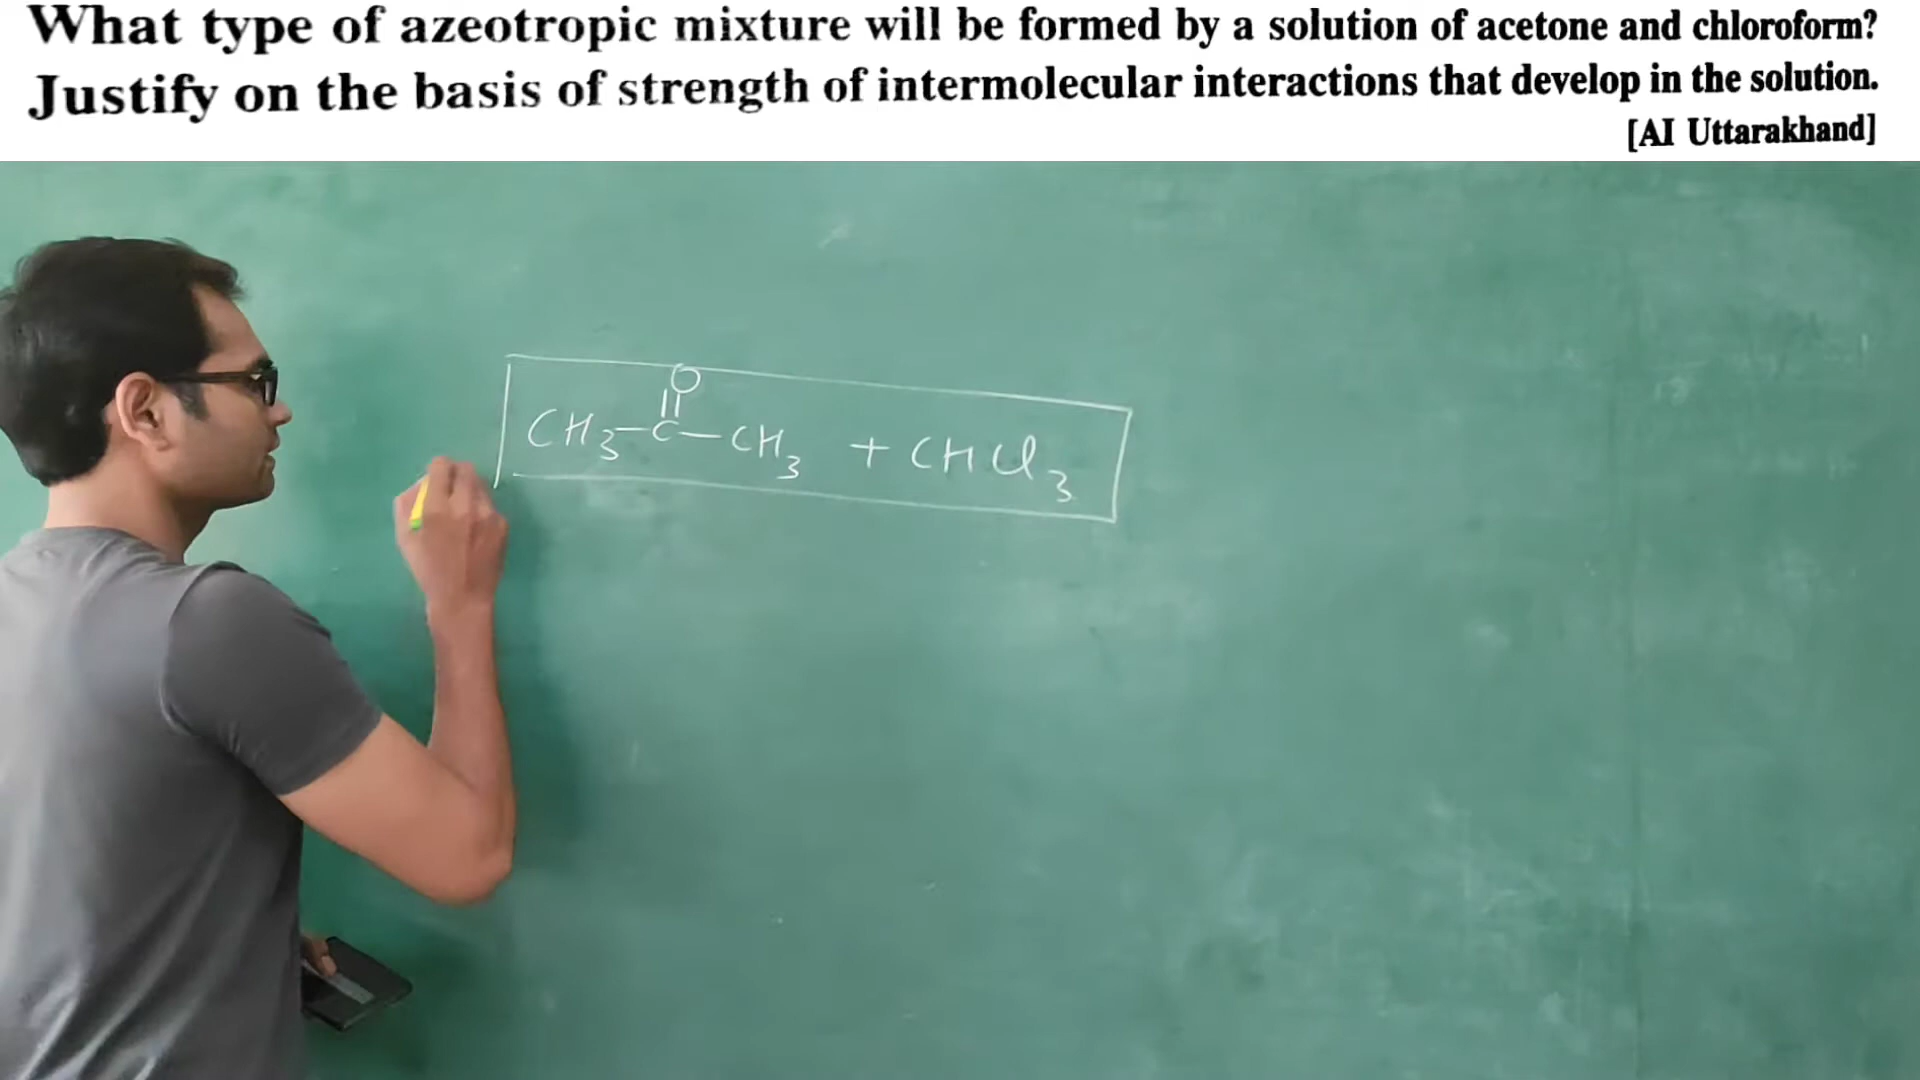 What type of azeotropic mixture will be formed by a solution of acetone and chloroform?
Justify on the basis of strength of intermolecular interactions that develop in the solution.
[AI Uttarakhand]
O
||
CH3-C-CH3 + CHCl3